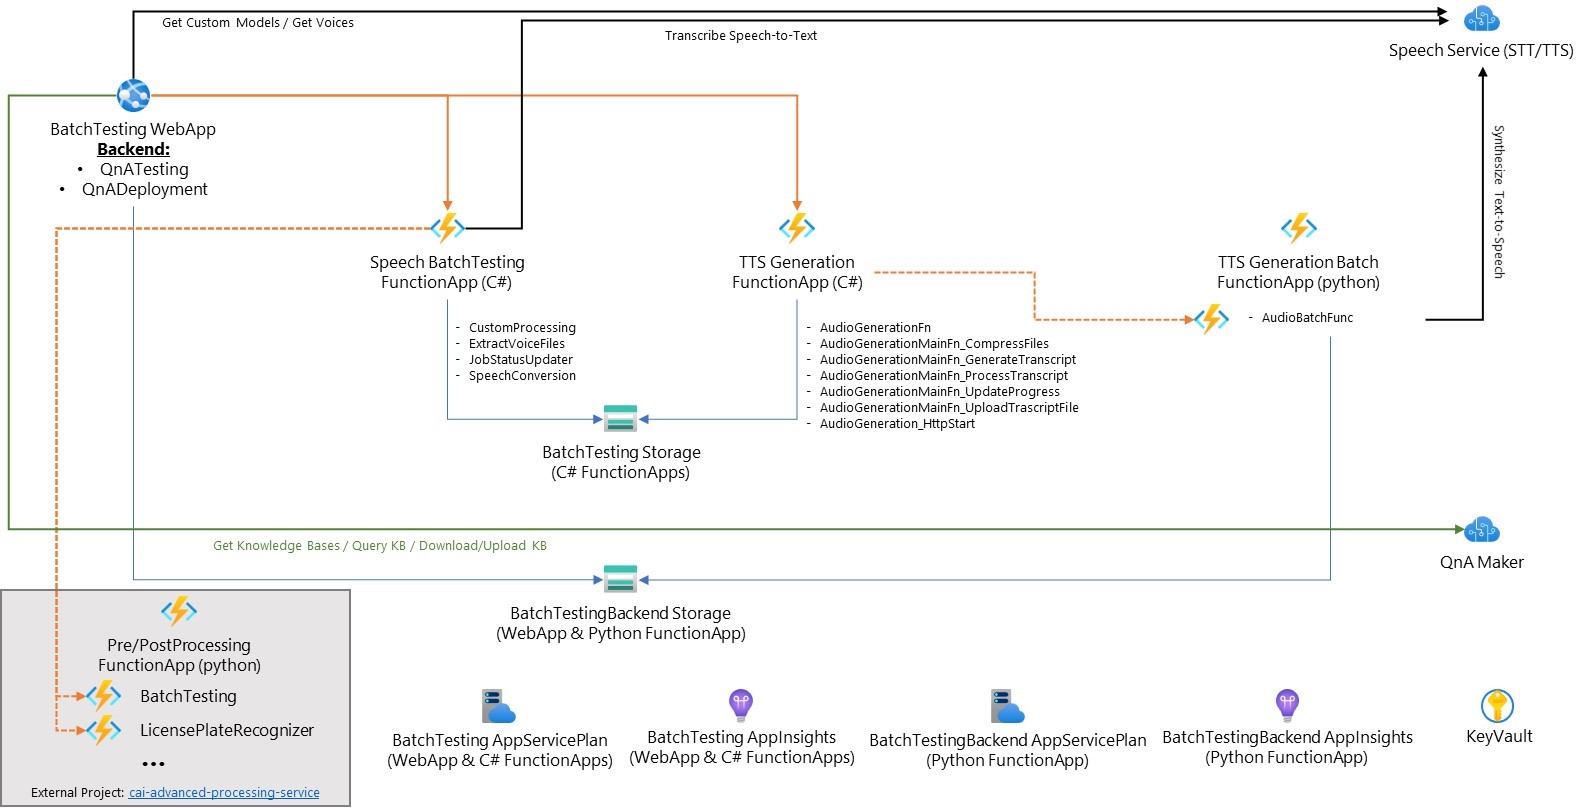 Get Custom Models / Get Voices
Transcribe Speech-to-Text
Speech Service (STT/TTS)
BatchTesting WebApp
Backend:
• QnATesting
• QnADeployment
Synthesize Text-to-Speech
Speech BatchTesting
FunctionApp (C#)
- CustomProcessing
- ExtractVoiceFiles
- JobStatusUpdater
- SpeechConversion
TTS Generation
FunctionApp (C#)
- AudioGenerationFn
- AudioGenerationMainFn_CompressFiles
- AudioGenerationMainFn_GenerateTranscript
- AudioGenerationMainFn_ProcessTranscript
- AudioGenerationMainFn_UpdateProgress
- AudioGenerationMainFn_UploadTrascriptFile
- AudioGeneration_HttpStart
TTS Generation Batch
FunctionApp (python)
- AudioBatchFunc
BatchTesting Storage
(C# FunctionApps)
Get Knowledge Bases / Query KB / Download/Upload KB
QnA Maker
BatchTestingBackend Storage
(WebApp & Python FunctionApp)
Pre/PostProcessing
FunctionApp (python)
BatchTesting
LicensePlateRecognizer
...
External Project: cai-advanced-processing-service
BatchTesting AppServicePlan
(WebApp & C# FunctionApps)
BatchTesting AppInsights
(WebApp & C# FunctionApps)
BatchTestingBackend AppServicePlan
(Python FunctionApp)
BatchTestingBackend AppInsights
(Python FunctionApp)
KeyVault